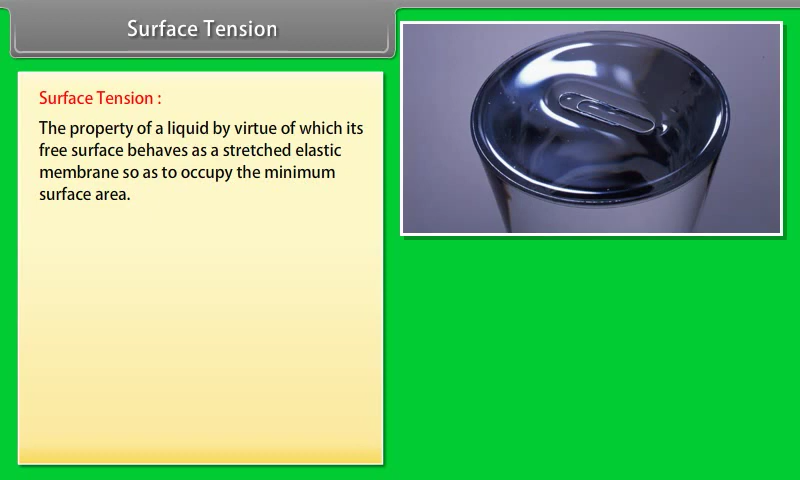 Surface Tension
Surface Tension :
The property of a liquid by virtue of which its
free surface behaves as a stretched elastic
membrane so as to occupy the minimum
surface area.